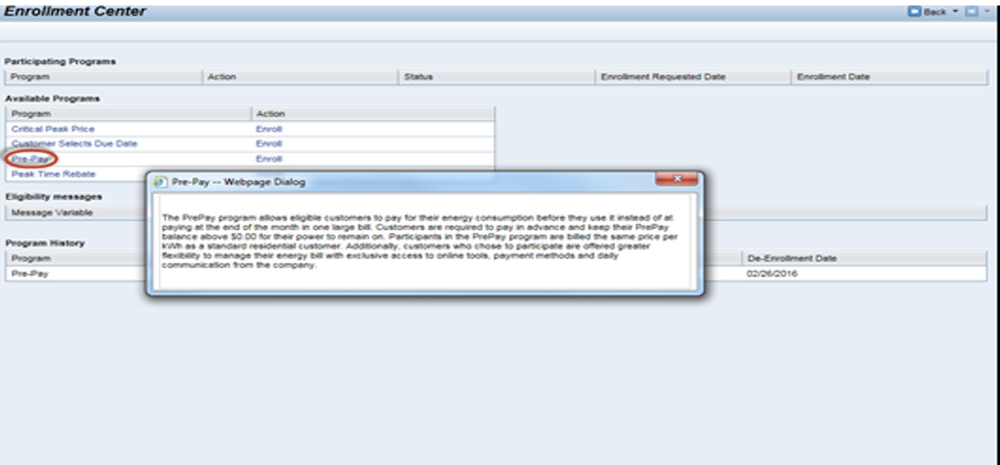 Enrollment Center
Back
Participating Programs
Program Action Status Enrollment Requested Date Enrollment Date
Available Programs
Program Action
Critical Peak Price Enroll
Customer Selects Due Date Enroll
Pre-Pay Enroll
Peak Time Rebate
Pre-Pay -- Webpage Dialog
The PrePay program allows eligible customers to pay for their energy consumption before they use it instead of at
paying at the end of the month in one large bill. Customers are required to pay in advance and keep their PrePay
balance above $0.00 for their power to remain on. Participants in the PrePay program are billed the same price per
kWh as a standard residential customer. Additionally, customers who chose to participate are offered greater
flexibility to manage their energy bill with exclusive access to online tools, payment methods and daily
communication from the company.
Eligibility messages
Message Variable
Program History
Program De-Enrollment Date
Pre-Pay 02/26/2016